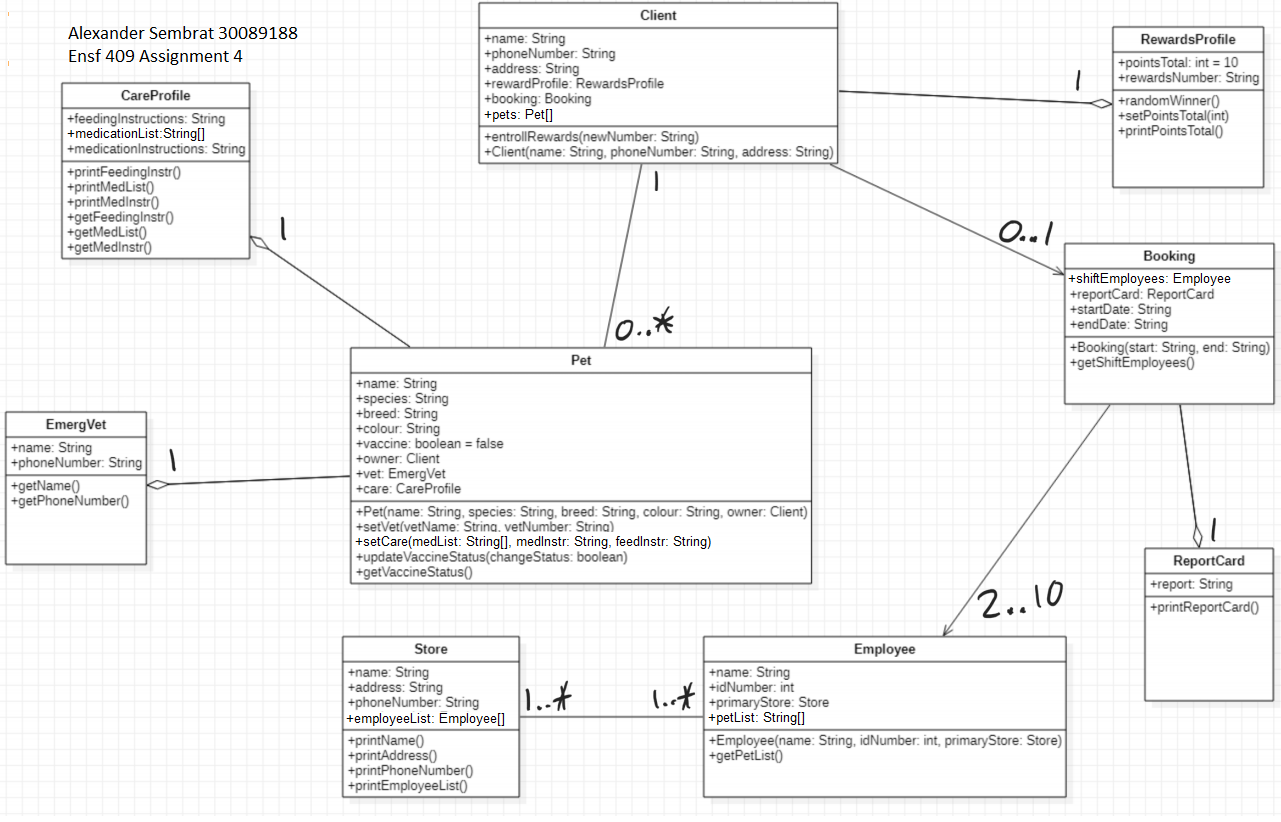 Alexander Sembrat 30089188
Ensf 409 Assignment 4
Client
+name: String
+phoneNumber: String
+address: String
+rewardProfile: RewardsProfile
+booking: Booking
+pets: Pet[]
+entrollRewards(newNumber: String)
+Client(name: String, phoneNumber: String, address: String)
RewardsProfile
+pointsTotal: int = 10
+rewardsNumber: String
+randomWinner()
+setPointsTotal(int)
+printPointsTotal()
1
CareProfile
+feedingInstructions: String
+medicationList:String[]
+medicationInstructions: String
+printFeedingInstr()
+printMedList()
+printMedInstr()
+getFeedingInstr()
+getMedList()
+getMedInstr()
1
1
0..1
0..*
Booking
+shiftEmployees: Employee
+reportCard: ReportCard
+startDate: String
+endDate: String
+Booking(start: String, end: String)
+getShiftEmployees()
Pet
+name: String
+species: String
+breed: String
+colour: String
+vaccine: boolean = false
+owner: Client
+vet: EmergVet
+care: CareProfile
+Pet(name: String, species: String, breed: String, colour: String, owner: Client)
+setVet(vetName: String, vetNumber: String)
+setCare(medList: String[], medInstr: String, feedInstr: String)
+updateVaccineStatus(changeStatus: boolean)
+getVaccineStatus()
EmergVet
+name: String
+phoneNumber: String
+getName()
+getPhoneNumber()
1
1
2..10
ReportCard
+report: String
+printReportCard()
Store
+name: String
+address: String
+phoneNumber: String
+employeeList: Employee[]
+printName()
+printAddress()
+printPhoneNumber()
+printEmployeeList()
1..*
1..*
Employee
+name: String
+idNumber: int
+primaryStore: Store
+petList: String[]
+Employee(name: String, idNumber: int, primaryStore: Store)
+getPetList()